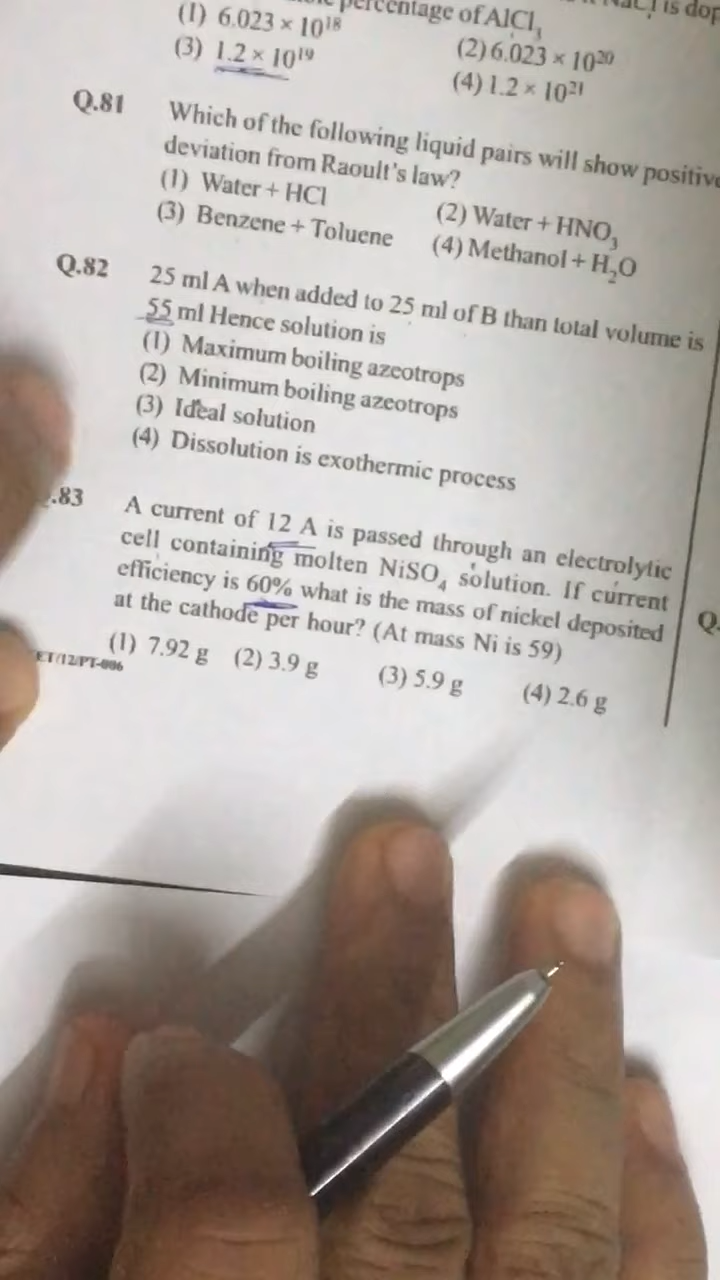 percentage of AlCl3
is dop
(1) 6.023 × 10^18 (2) 6.023 × 10^20
(3) 1.2 × 10^19 (4) 1.2 × 10^21
Q.81 Which of the following liquid pairs will show positive
deviation from Raoult's law?
(1) Water + HCl (2) Water + HNO3
(3) Benzene + Toluene (4) Methanol + H2O
Q.82 25 ml A when added to 25 ml of B than total volume is
55 ml Hence solution is
(1) Maximum boiling azeotrops
(2) Minimum boiling azeotrops
(3) Ideal solution
(4) Dissolution is exothermic process
.83 A current of 12 A is passed through an electrolytic
cell containing molten NiSO4 solution. If current
efficiency is 60% what is the mass of nickel deposited
at the cathode per hour? (At mass Ni is 59)
(1) 7.92 g (2) 3.9 g (3) 5.9 g (4) 2.6 g
ET/12/PT-006
Q.